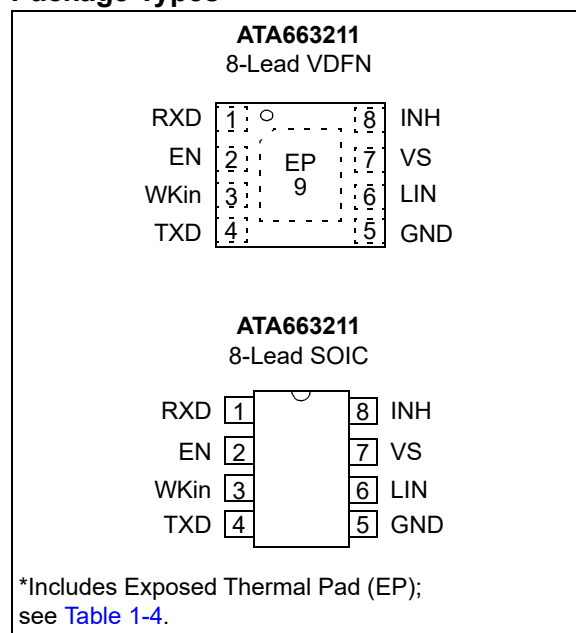 Package Types
ATA663211
8-Lead VDFN
RXD 1 8 INH
EN 2 EP 7 VS
WKin 3 9 6 LIN
TXD 4 5 GND
ATA663211
8-Lead SOIC
RXD 1 8 INH
EN 2 7 VS
WKin 3 6 LIN
TXD 4 5 GND
*Includes Exposed Thermal Pad (EP);
see Table 1-4.